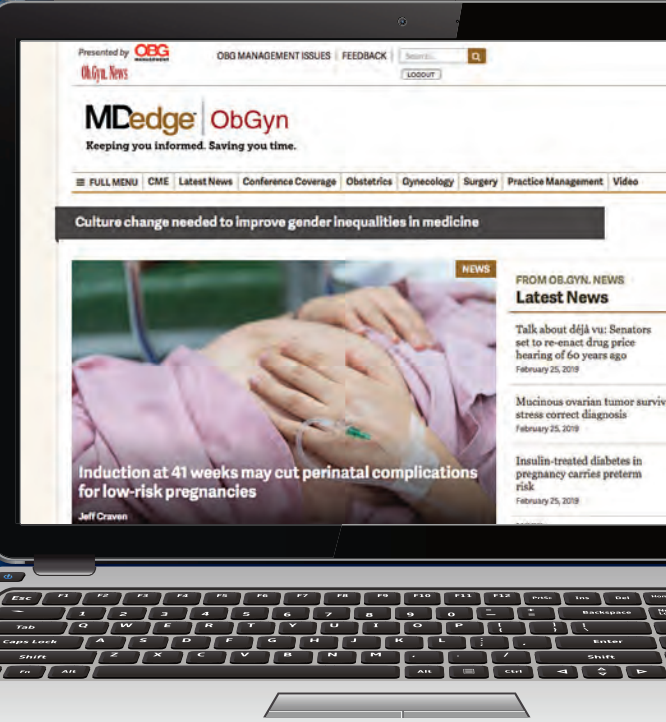 Presented by OBG MANAGEMENT
Ob.Gyn. News
OBG MANAGEMENT ISSUES | FEEDBACK
Search...
LOGOUT
MDedge | ObGyn
Keeping you informed. Saving you time.
≡ FULL MENU | CME | Latest News | Conference Coverage | Obstetrics | Gynecology | Surgery | Practice Management | Video
Culture change needed to improve gender inequalities in medicine
NEWS
Induction at 41 weeks may cut perinatal complications
for low-risk pregnancies
Jeff Craven
FROM OB.GYN. NEWS
Latest News
Talk about déjà vu: Senators
set to re-enact drug price
hearing of 60 years ago
February 25, 2019
Mucinous ovarian tumor surviv
stress correct diagnosis
February 25, 2019
Insulin-treated diabetes in
pregnancy carries preterm
risk
February 25, 2019
Esc F1 F2 F3 F4 F5 F6 F7 F8 F9 F10 F11 F12 PrtSc Ins Del
1 2 3 4 5 6 7 8 9 0 Backspace
Tab Q W E R T Y U I O P
Caps Lock A S D F G H J K L Enter
Shift Z X C V B N M Shift
Fn Alt Alt Ctrl